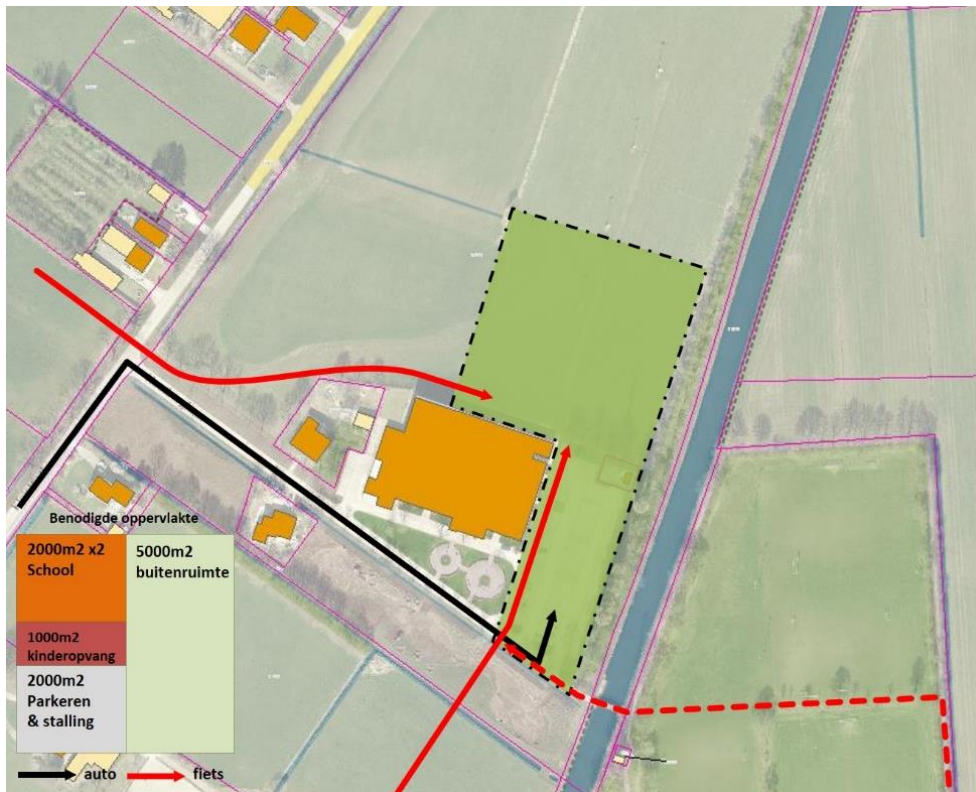 Benodigde oppervlakte
2000m2 x2
School
5000m2
buitenruimte
1000m2
kinderopvang
2000m2
Parkeren
& stalling
auto
fiets